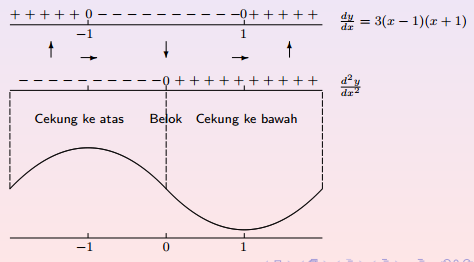 + + + + + 0 − − − − − − − − − −0+ + + + +
dy/dx = 3(x − 1)(x + 1)
−1 1
− − − − − − − − − −0 + + + + + + + + + +
d²y/dx²
Cekung ke atas Belok Cekung ke bawah
−1 0 1